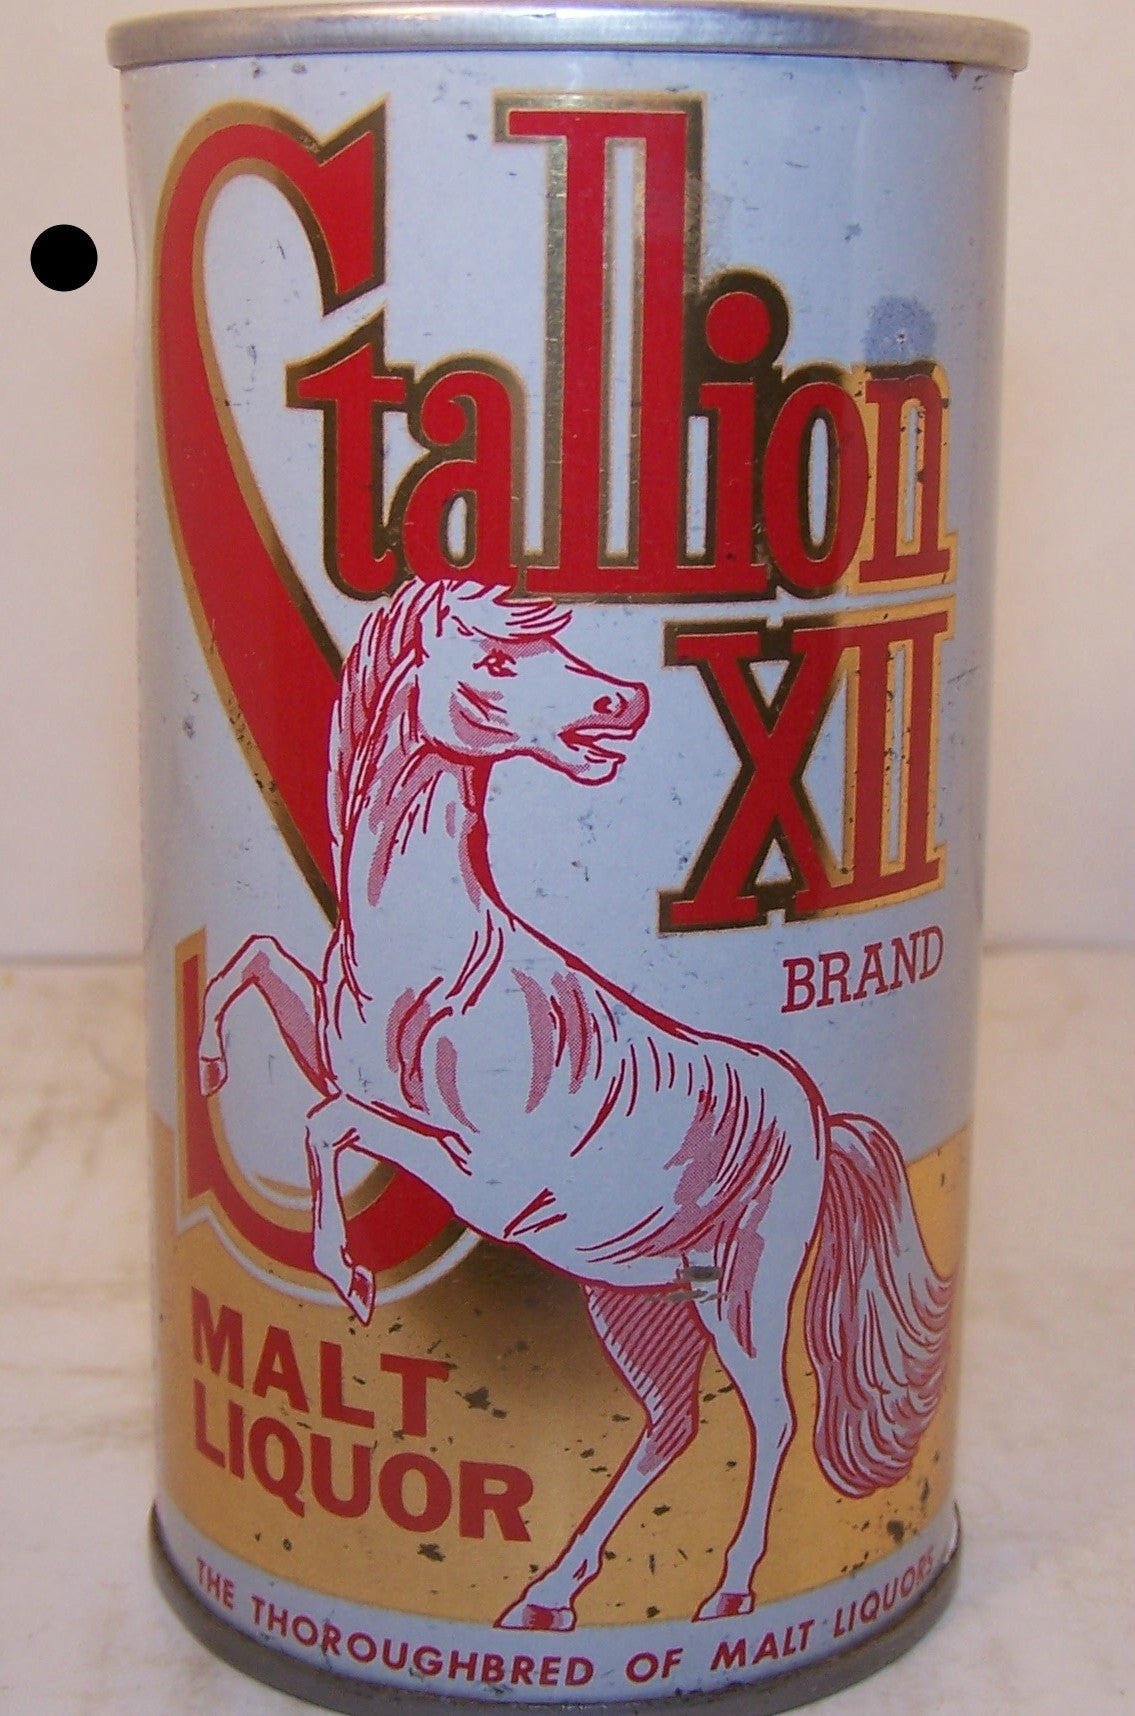 Stallion
XII
BRAND
MALT
LIQUOR
THE THOROUGHBRED OF MALT LIQUORS